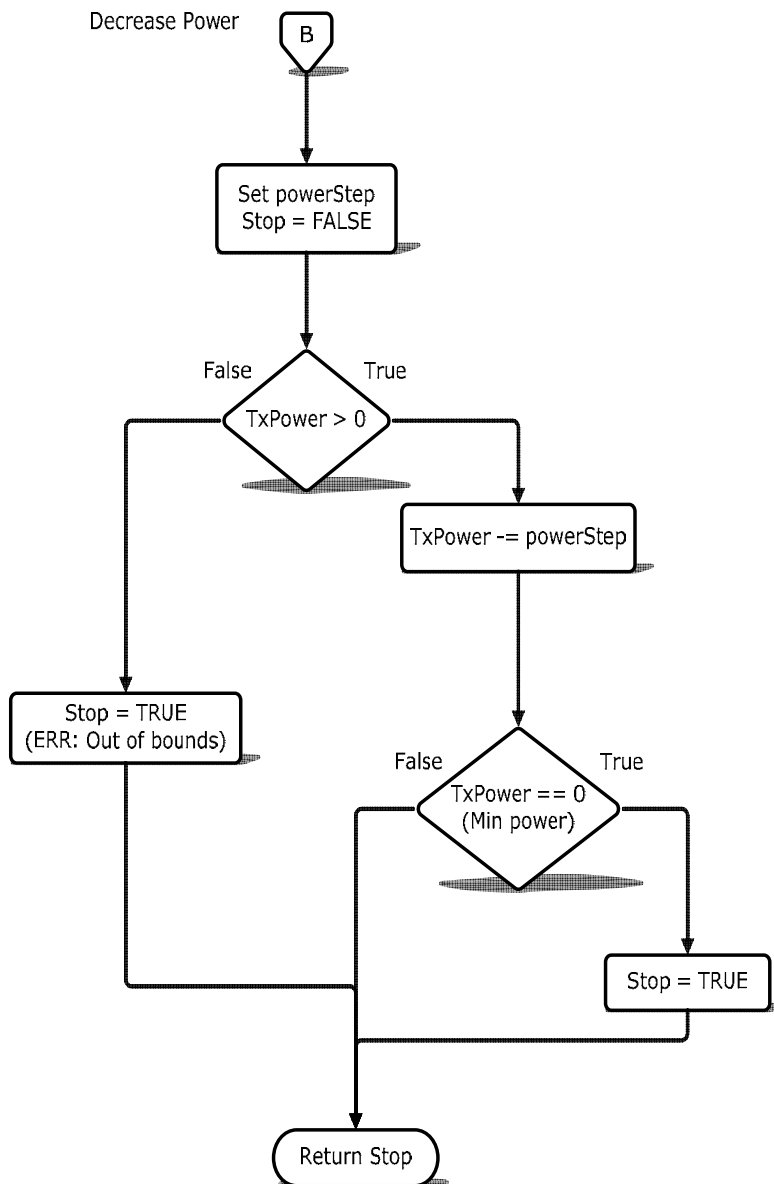 Decrease Power
B
Set powerStep
Stop = FALSE
False
True
TxPower > 0
TxPower -= powerStep
Stop = TRUE
(ERR: Out of bounds)
False
True
TxPower == 0
(Min power)
Stop = TRUE
Return Stop